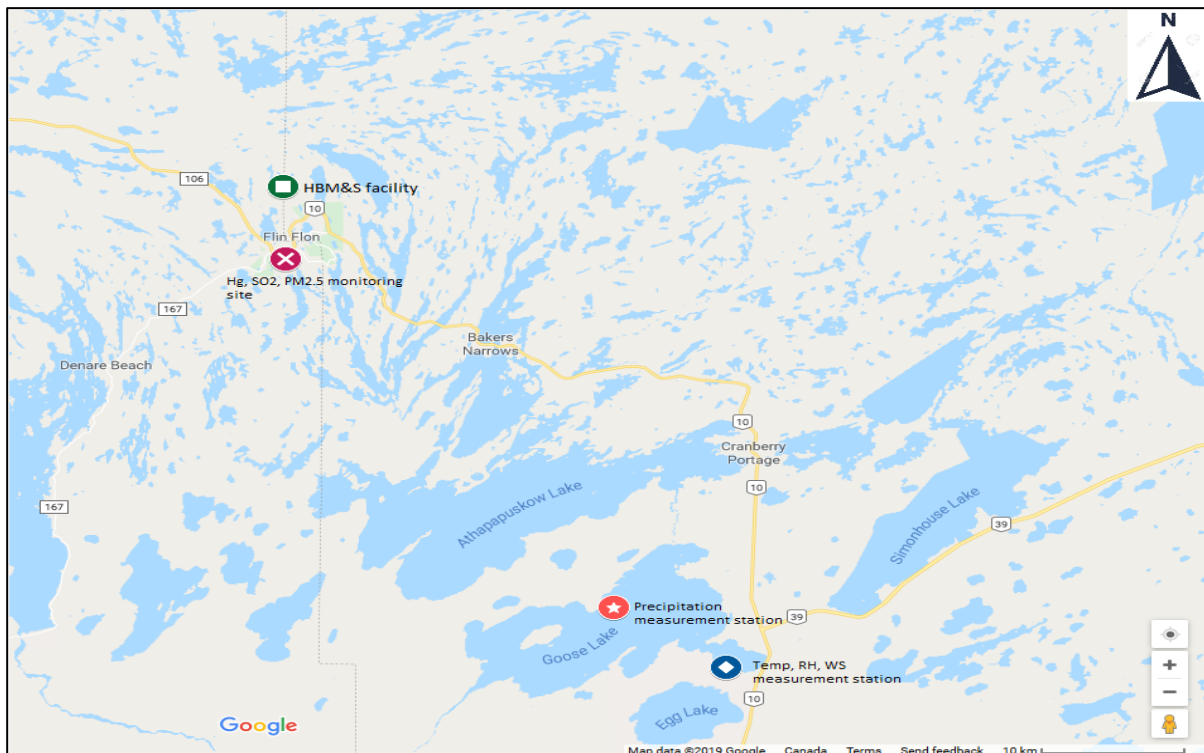 N
106
HBM&S facility
10
Flin Flon
Hg, SO2, PM2.5 monitoring
site
167
Bakers
Narrows
Denare Beach
10
Cranberry
Portage
10
Athapapuskow Lake
Simonhouse Lake
167
39
Precipitation
measurement station
39
Goose Lake
Temp, RH, WS
measurement station
10
Egg Lake
Google
Map data ©2019 Google Canada Terms Send feedback 10 km